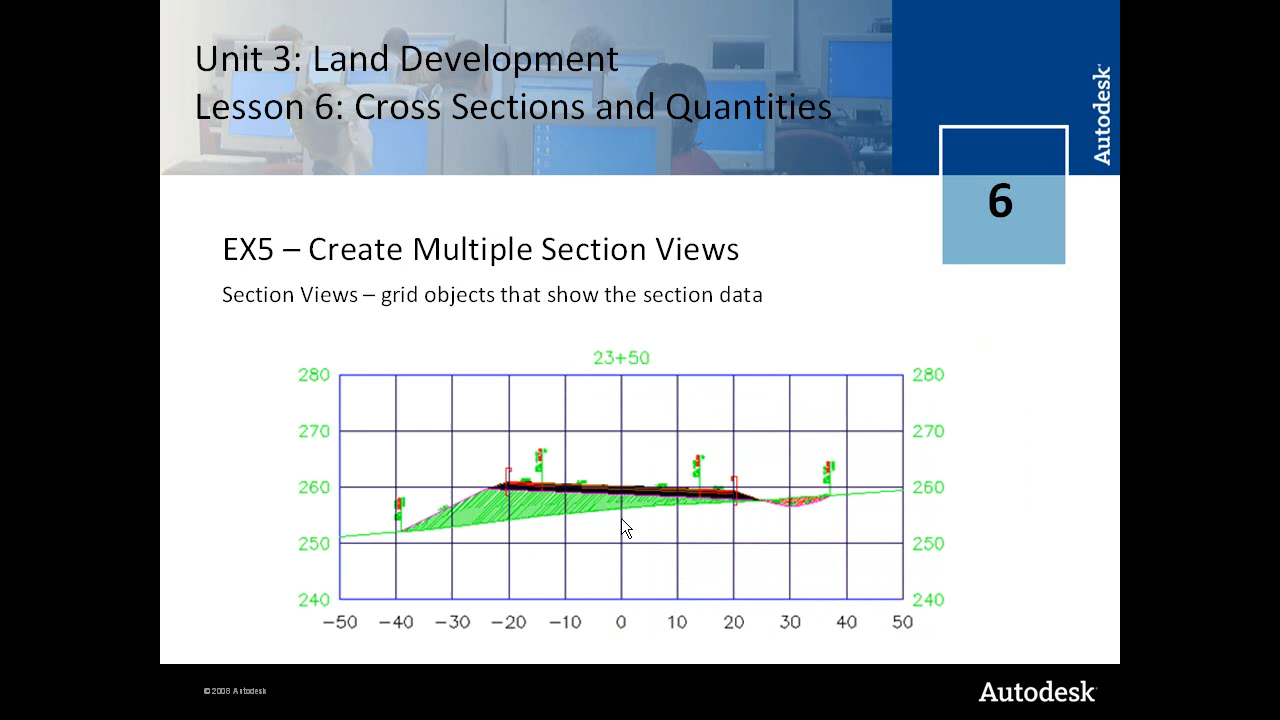 Unit 3: Land Development
Lesson 6: Cross Sections and Quantities
Autodesk
6
EX5 – Create Multiple Section Views
Section Views – grid objects that show the section data
23+50
280 280
270 270
260 260
250 250
240 240
−50 −40 −30 −20 −10 0 10 20 30 40 50
© 2008 Autodesk
Autodesk